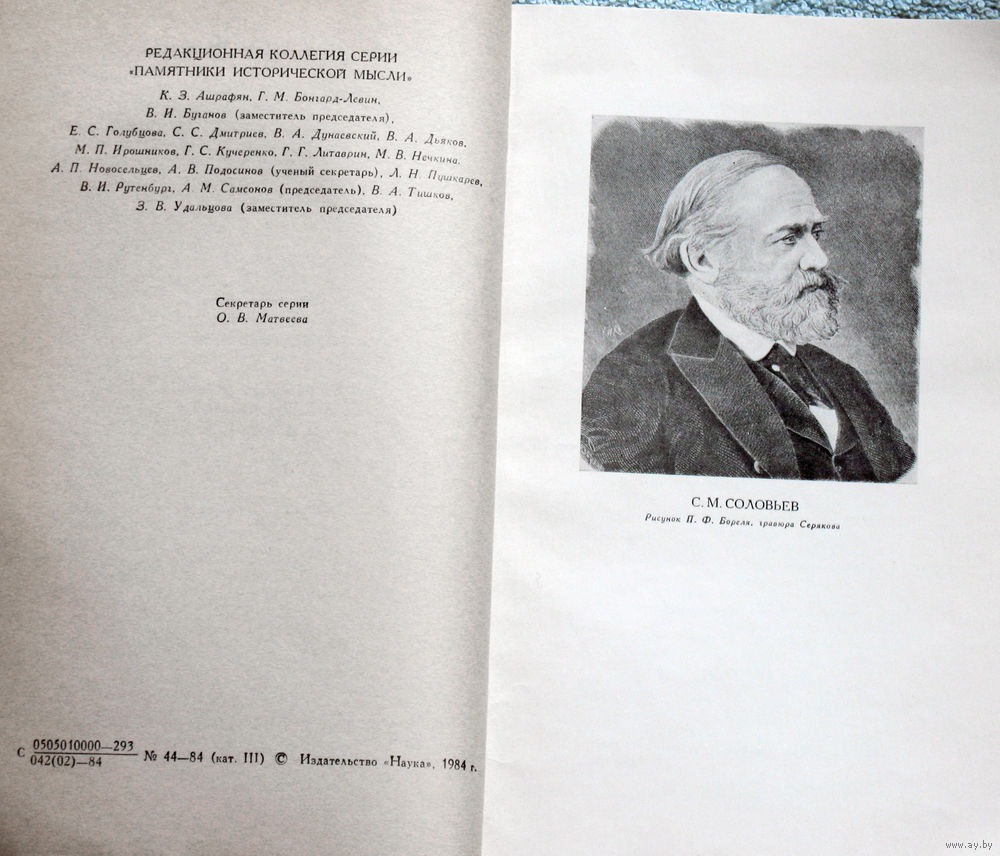 РЕДАКЦИОННАЯ КОЛЛЕГИЯ СЕРИИ
«ПАМЯТНИКИ ИСТОРИЧЕСКОЙ МЫСЛИ»
К. З. Ашрафян, Г. М. Бонгард-Левин,
В. И. Буганов (заместитель председателя),
Е. С. Голубцова, С. С. Дмитриев, В. А. Дунаевский, В. А. Дьяков,
М. П. Ирошников, Г. С. Кучеренко, Г. Г. Литаврин, М. В. Нечкина,
А. П. Новосельцев, А. В. Подосинов (ученый секретарь), Л. Н. Пушкарев,
В. И. Рутенбург, А. М. Самсонов (председатель), В. А. Тишков,
З. В. Удальцова (заместитель председателя)
Секретарь серии
О. В. Матвеева
С 0505010000—293
042(02)—84 № 44—84 (кат. III) © Издательство «Наука», 1984 г.
С. М. СОЛОВЬЕВ
Рисунок П. Ф. Бореля, гравюра Серякова
www.ay.by